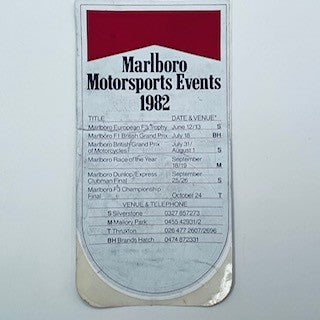 Marlboro
Motorsports Events
1982
TITLE DATE & VENUE*
Marlboro European F3 Trophy June 12/13 S
Marlboro F1 British Grand Prix July 18 BH
Marlboro British Grand Prix of Motorcycles July 31/ August 1 S
Marlboro Race of the Year September 18/19 M
Marlboro Dunlop/Express Clubman Final September 25/26 S
Marlboro F3 Championship Final October 24 T
VENUE & TELEPHONE
S Silverstone 0327 857273
M Mallory Park 0455 42931/2
T Thruxton 026 477 2607/2696
BH Brands Hatch 0474 872331